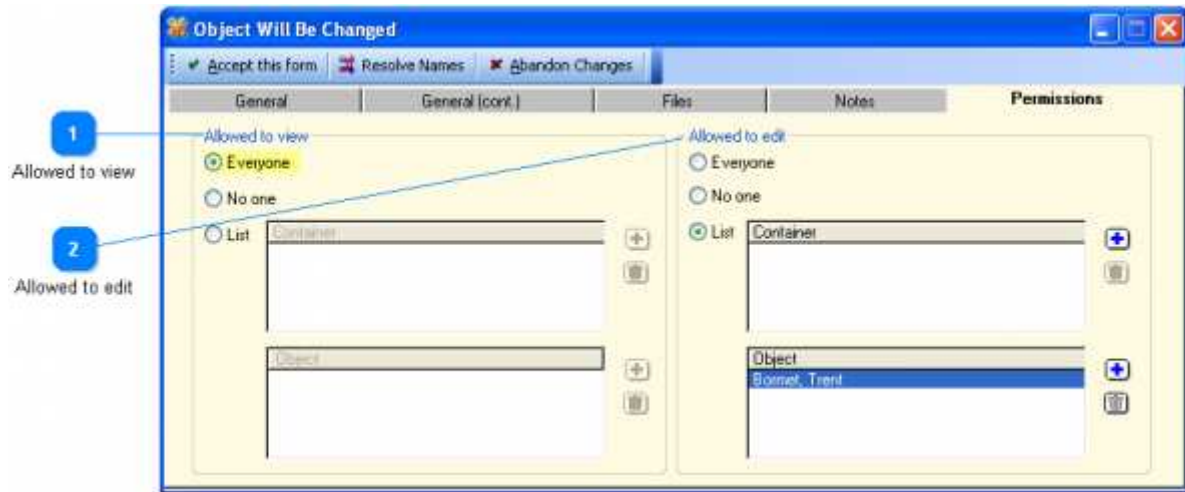 Object Will Be Changed
Accept this form Resolve Names Abandon Changes
General General (cont.) Files Notes Permissions
1
Allowed to view
2
Allowed to edit
Allowed to view
Everyone
No one
List Container
Object
Allowed to edit
Everyone
No one
List Container
Object
Bonnet, Trent